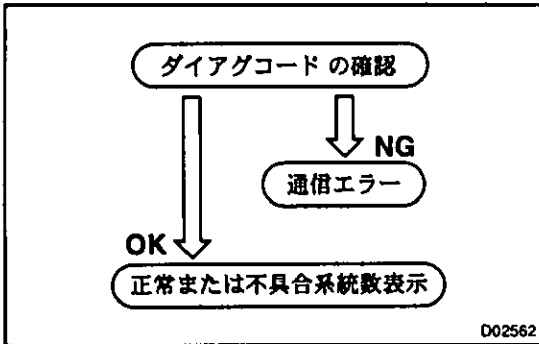 ダイアグコード の確認
NG
通信エラー
OK
正常または不具合系統数表示
D02562